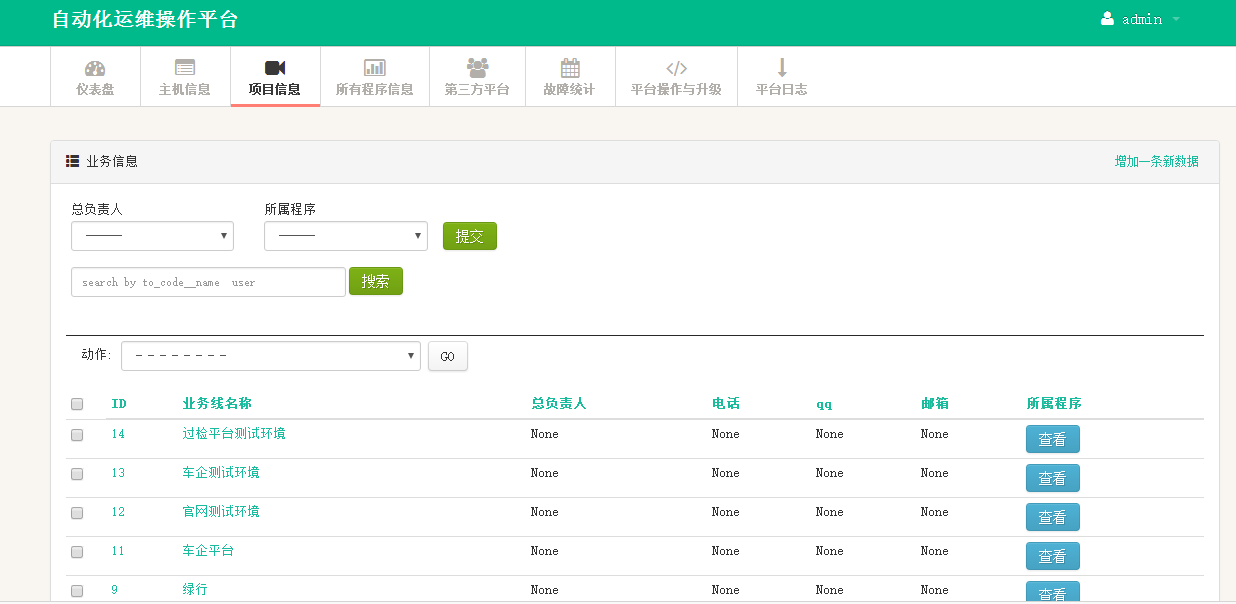 自动化运维操作平台 admin
仪表盘 主机信息 项目信息 所有程序信息 第三方平台 故障统计 平台操作与升级 平台日志
业务信息 增加一条新数据
总负责人 所属程序
-------- -------- 提交
search by to_code__name user 搜索
动作: -------- GO
ID 业务线名称 总负责人 电话 qq 邮箱 所属程序
14 过检平台测试环境 None None None None 查看
13 车企测试环境 None None None None 查看
12 官网测试环境 None None None None 查看
11 车企平台 None None None None 查看
9 绿行 None None None None 查看